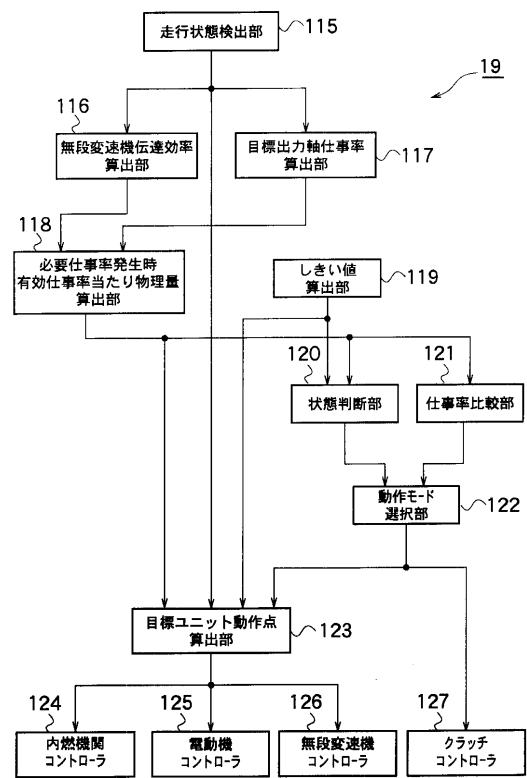 走行状態検出部
115
19
116
無段変速機伝達効率
算出部
目標出力軸仕事率
算出部
117
118
必要仕事率発生時
有効仕事率当たり物理量
算出部
しきい値
算出部
119
120
状態判断部
121
仕事率比較部
動作モード
選択部
122
目標ユニット動作点
算出部
123
124
内燃機関
コントローラ
125
電動機
コントローラ
126
無段変速機
コントローラ
127
クラッチ
コントローラ